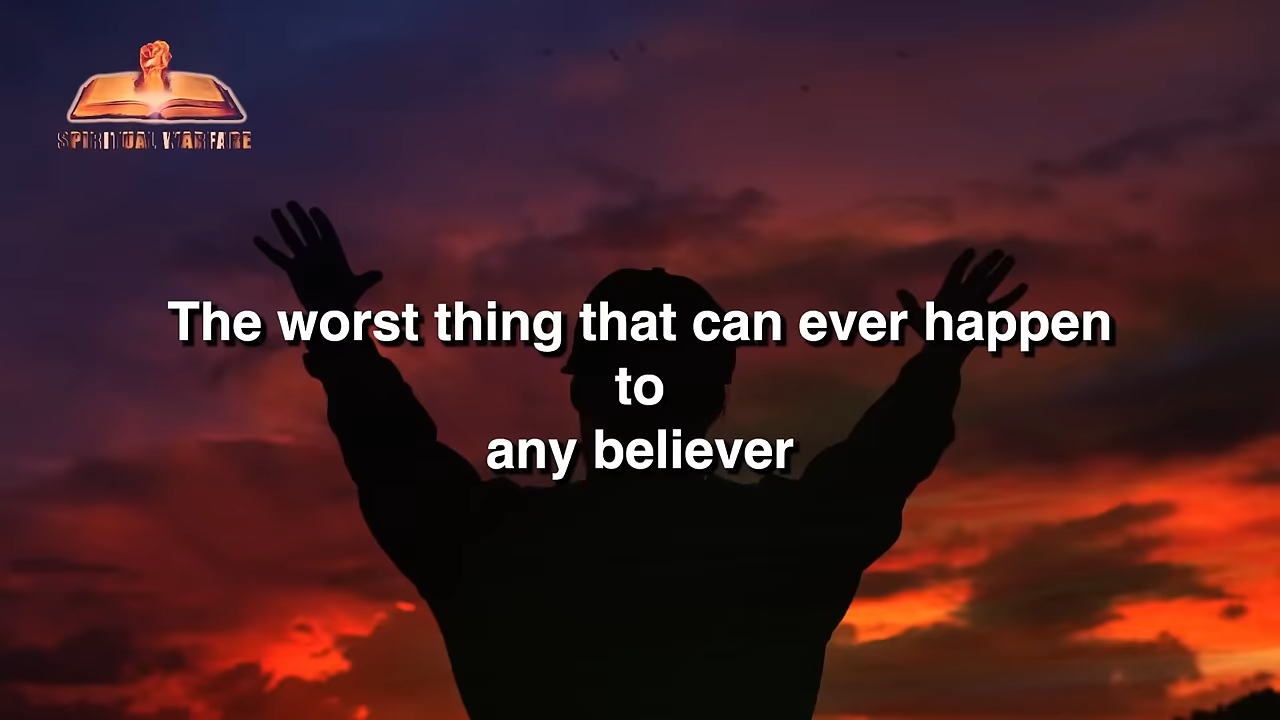 SPIRITUAL WARFARE
The worst thing that can ever happen
to
any believer